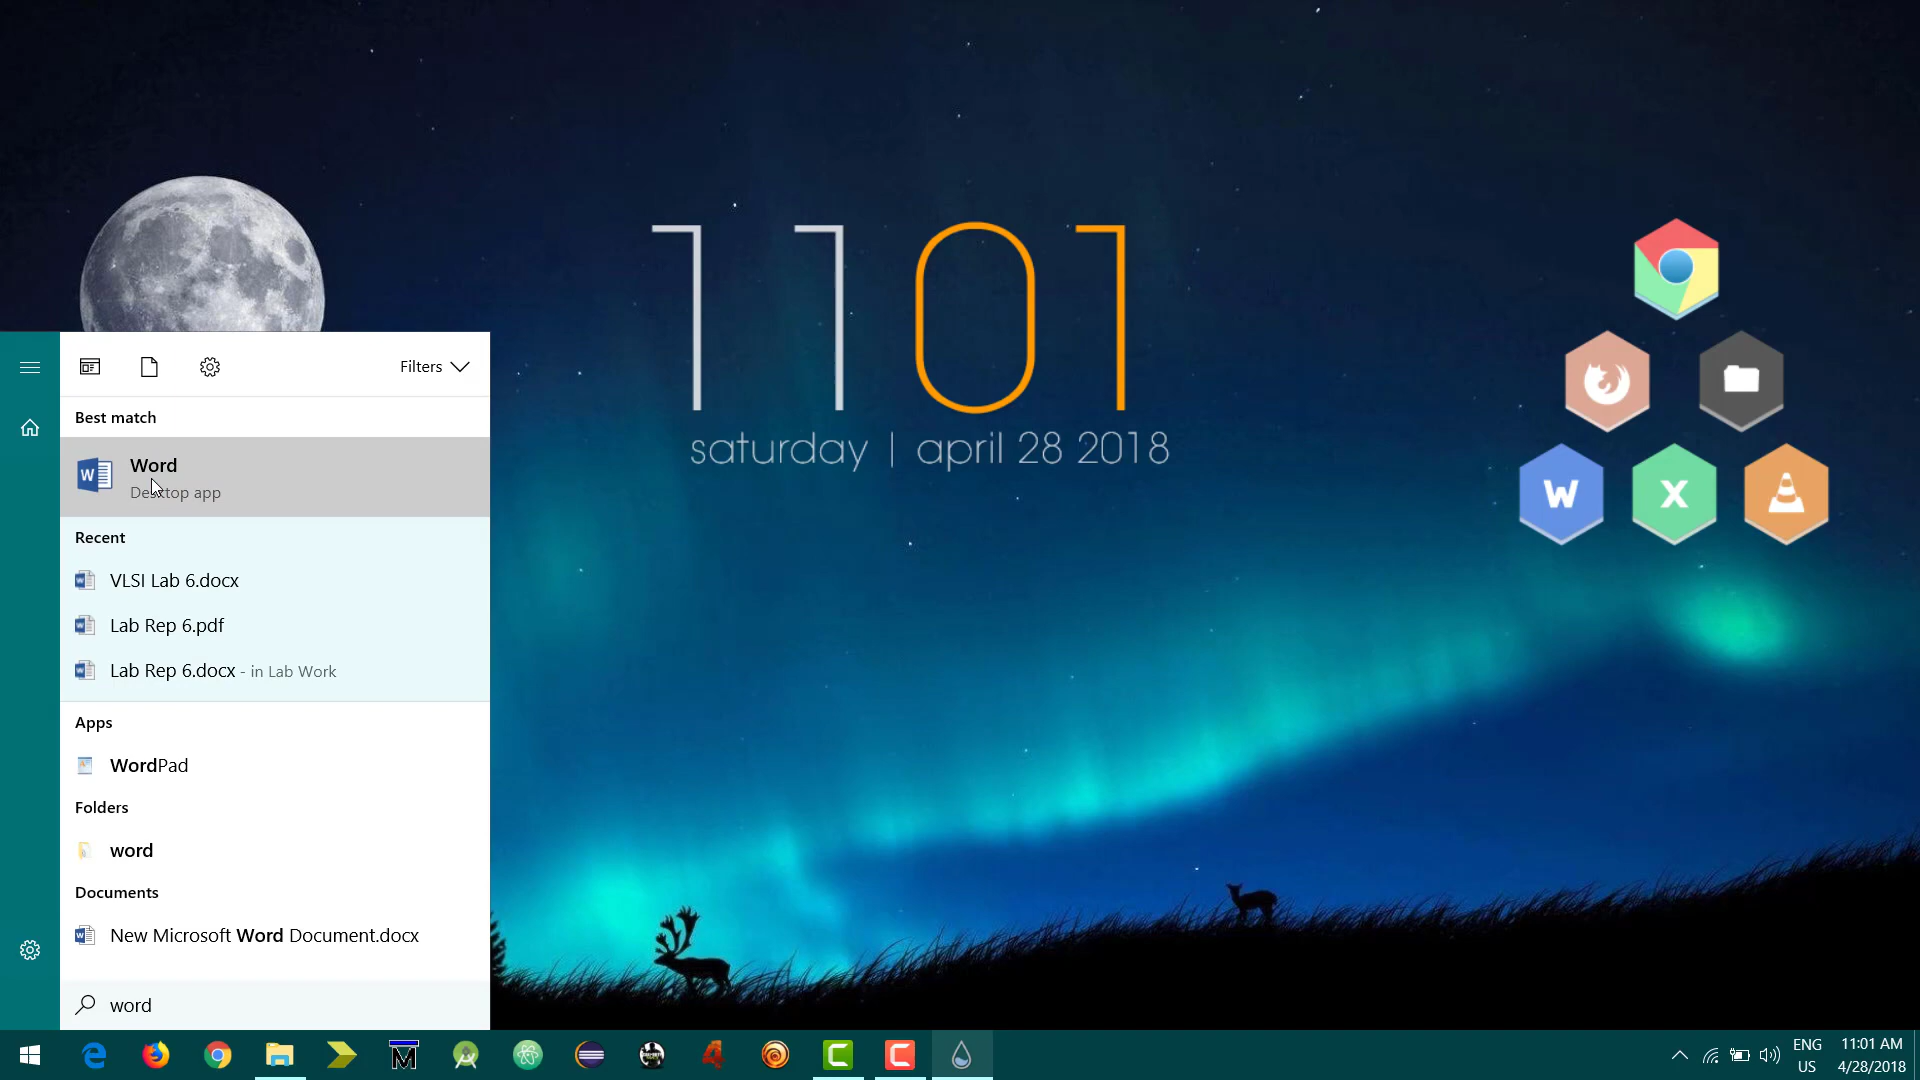 1101
saturday | april 28 2018
W
X
Filters
Best match
W
Word
Desktop app
Recent
VLSI Lab 6.docx
Lab Rep 6.pdf
Lab Rep 6.docx - in Lab Work
Apps
WordPad
Folders
word
Documents
New Microsoft Word Document.docx
word
ENG
US
11:01 AM
4/28/2018